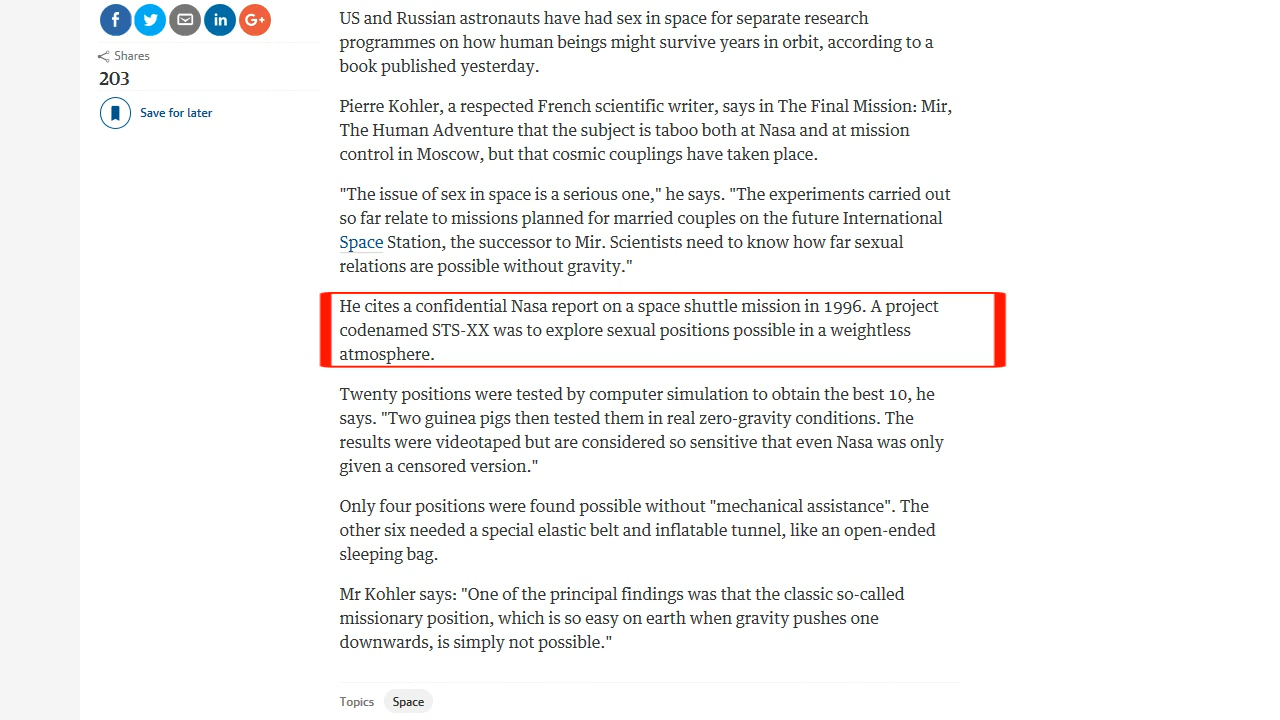 Shares
203
Save for later
US and Russian astronauts have had sex in space for separate research
programmes on how human beings might survive years in orbit, according to a
book published yesterday.
Pierre Kohler, a respected French scientific writer, says in The Final Mission: Mir,
The Human Adventure that the subject is taboo both at Nasa and at mission
control in Moscow, but that cosmic couplings have taken place.
"The issue of sex in space is a serious one," he says. "The experiments carried out
so far relate to missions planned for married couples on the future International
Space Station, the successor to Mir. Scientists need to know how far sexual
relations are possible without gravity."
He cites a confidential Nasa report on a space shuttle mission in 1996. A project
codenamed STS-XX was to explore sexual positions possible in a weightless
atmosphere.
Twenty positions were tested by computer simulation to obtain the best 10, he
says. "Two guinea pigs then tested them in real zero-gravity conditions. The
results were videotaped but are considered so sensitive that even Nasa was only
given a censored version."
Only four positions were found possible without "mechanical assistance". The
other six needed a special elastic belt and inflatable tunnel, like an open-ended
sleeping bag.
Mr Kohler says: "One of the principal findings was that the classic so-called
missionary position, which is so easy on earth when gravity pushes one
downwards, is simply not possible."
Topics Space